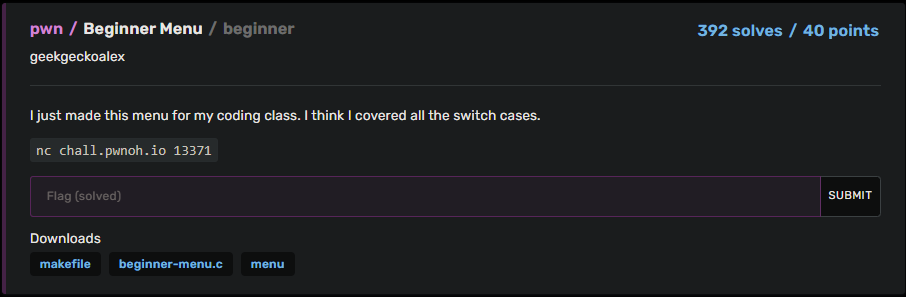 pwn / Beginner Menu / beginner
392 solves / 40 points
geekgeckoalex
I just made this menu for my coding class. I think I covered all the switch cases.
nc chall.pwnoh.io 13371
Flag (solved)
SUBMIT
Downloads
makefile
beginner-menu.c
menu